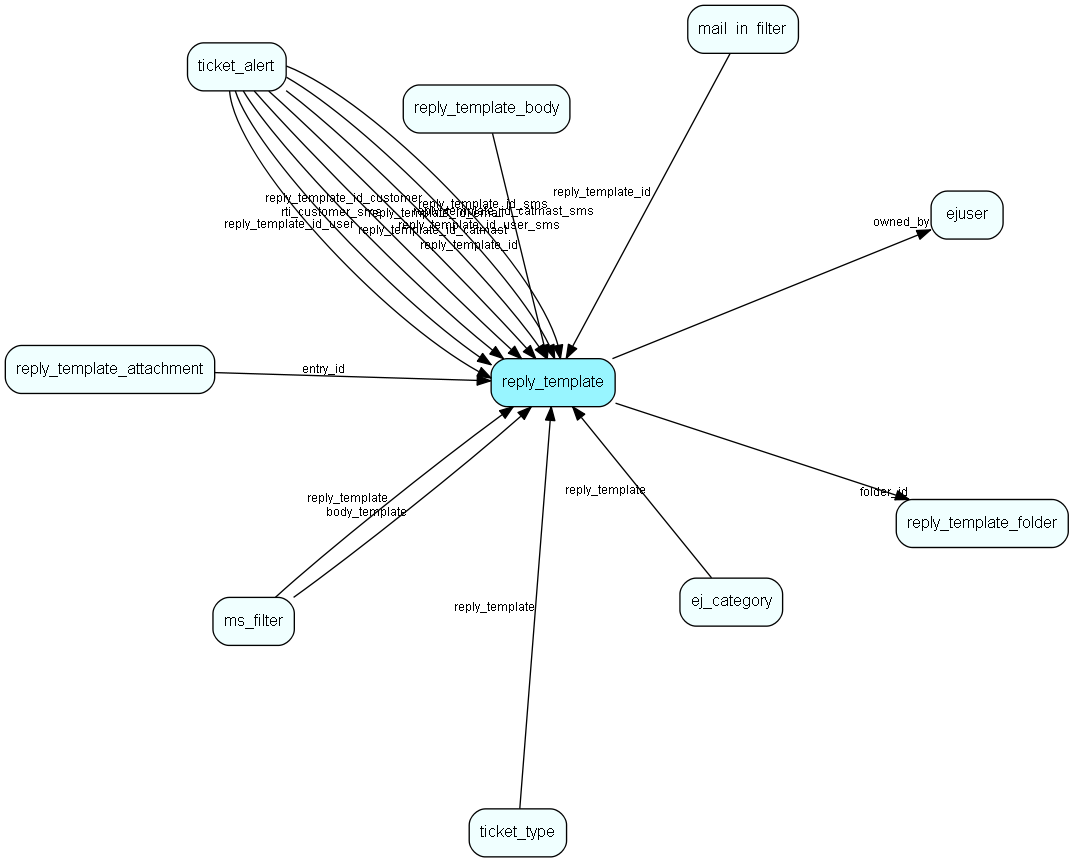 mail_in_filter
ticket_alert
reply_template_body
reply_template_id
reply_template_id_customer
reply_template_id_sms
rti_customer_sms
reply_template_id_email
reply_template_id_catmast_sms
reply_template_id_user
reply_template_id_catmast
reply_template_id_user_sms
reply_template_id
owned_by
ejuser
reply_template_attachment
entry_id
reply_template
reply_template
body_template
reply_template
folder_id
reply_template_folder
ms_filter
reply_template
ej_category
ticket_type